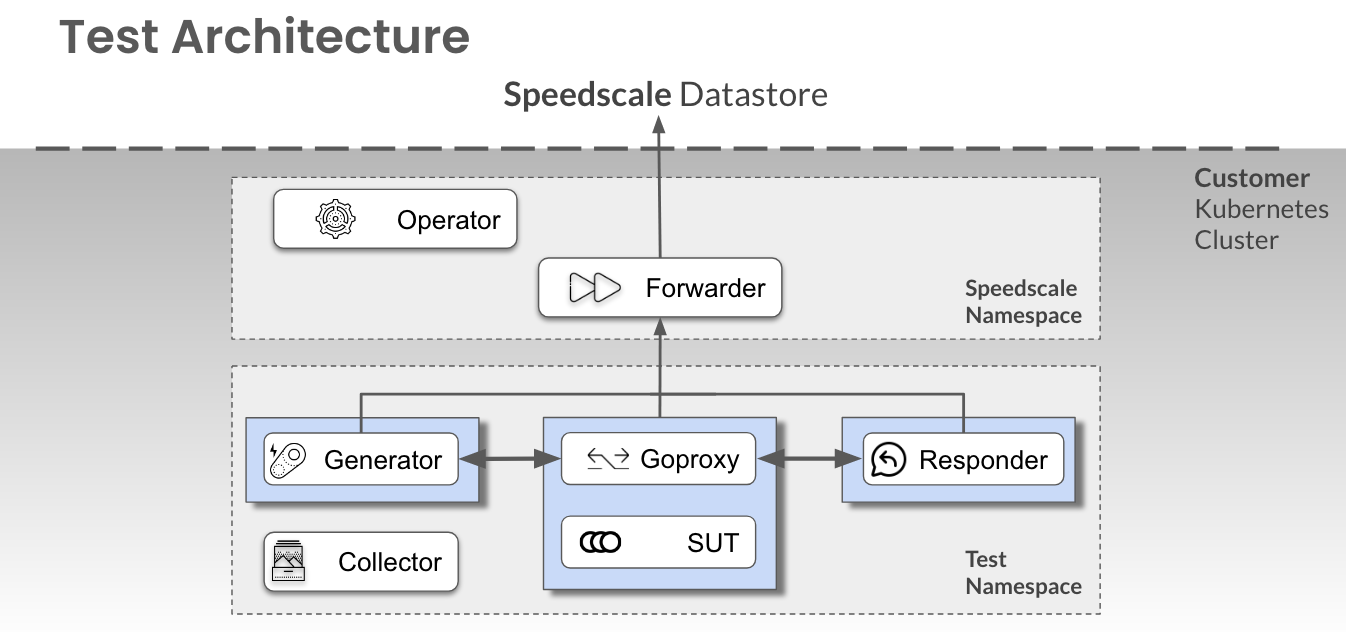 Test Architecture
Speedscale Datastore
Customer
Kubernetes
Cluster
Operator
Forwarder
Speedscale
Namespace
Generator
Goproxy
Responder
SUT
Collector
Test
Namespace